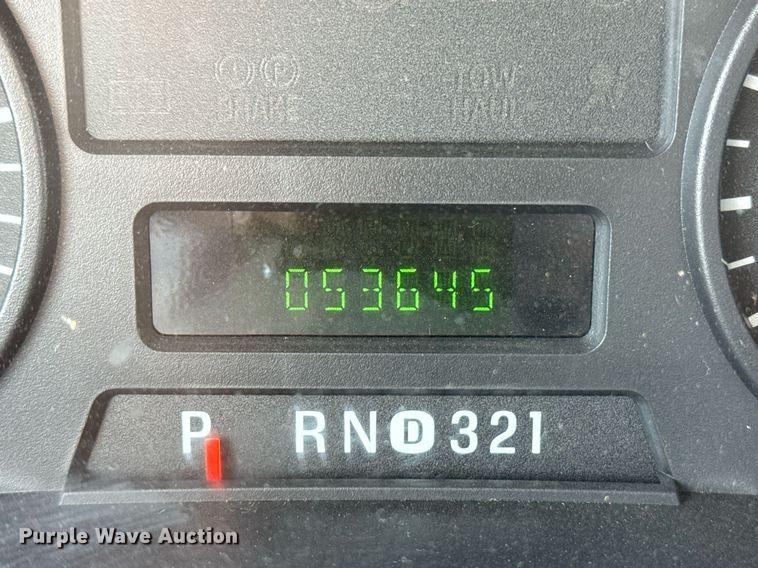 BRAKE
TOW
HAUL
053645
P RND321
Purple Wave Auction